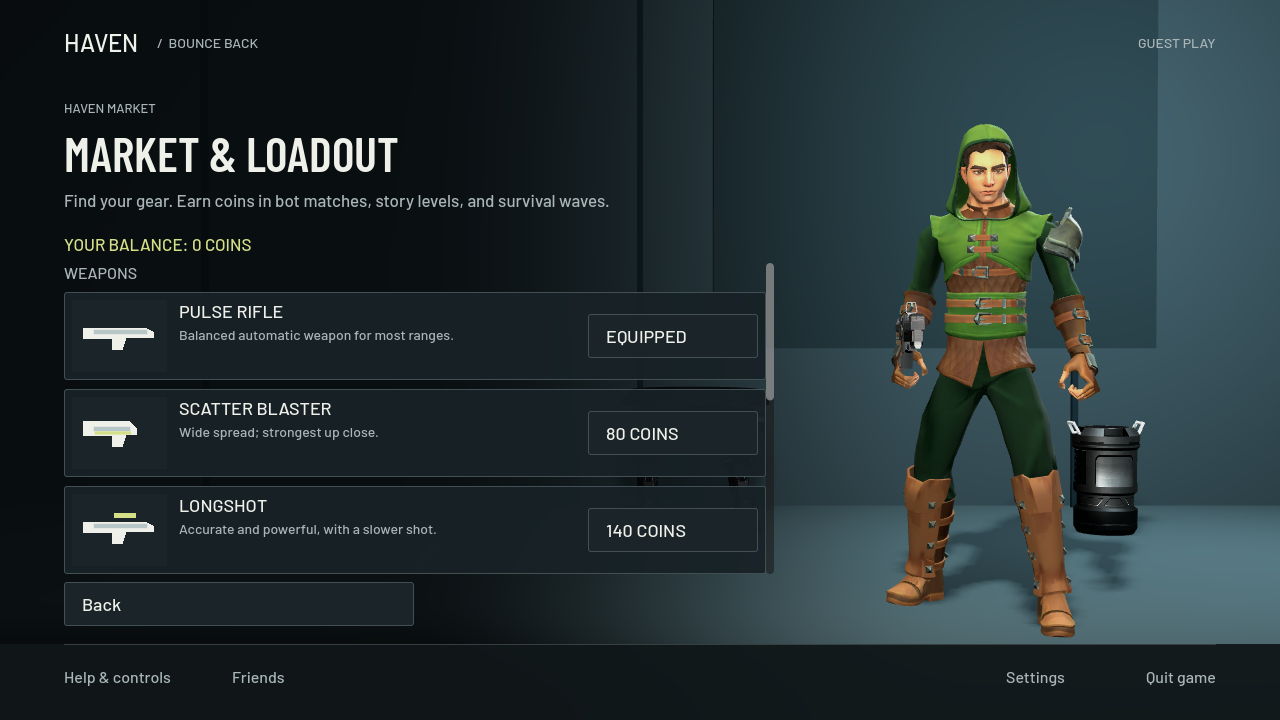 HAVEN / BOUNCE BACK
GUEST PLAY
HAVEN MARKET
MARKET & LOADOUT
Find your gear. Earn coins in bot matches, story levels, and survival waves.
YOUR BALANCE: 0 COINS
WEAPONS
PULSE RIFLE
Balanced automatic weapon for most ranges.
EQUIPPED
SCATTER BLASTER
Wide spread; strongest up close.
80 COINS
LONGSHOT
Accurate and powerful, with a slower shot.
140 COINS
Back
Help & controls
Friends
Settings
Quit game